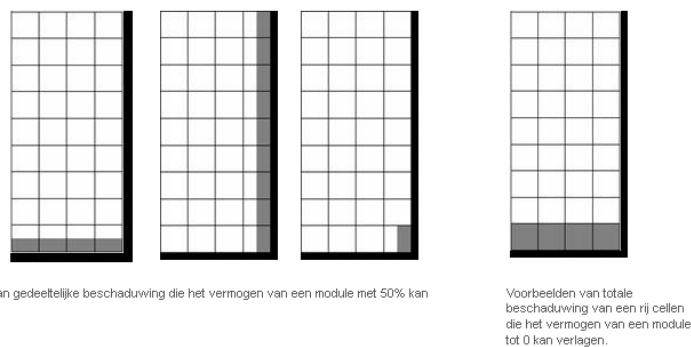 an gedeeltelijke beschaduwing die het vermogen van een module met 50% kan
Voorbeelden van totale
beschaduwing van een rij cellen
die het vermogen van een module
tot 0 kan verlagen.